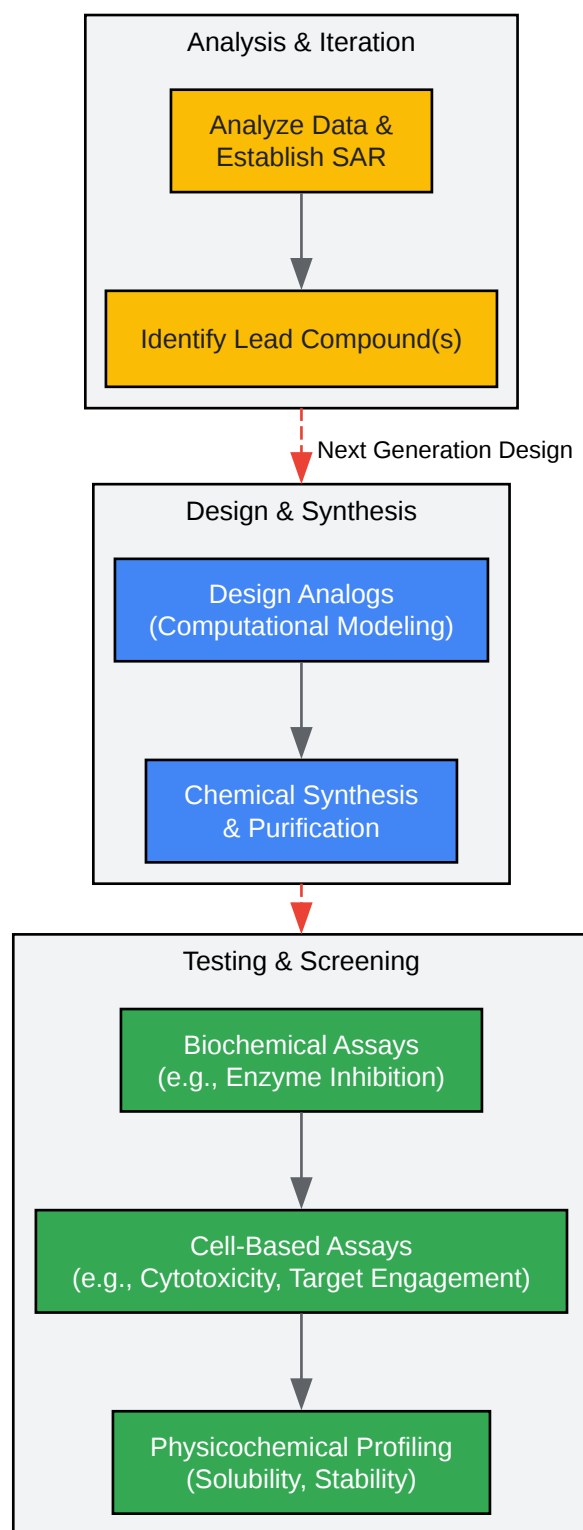 Analysis & Iteration
Analyze Data &
Establish SAR
Identify Lead Compound(s)
Next Generation Design
Design & Synthesis
Design Analogs
(Computational Modeling)
Chemical Synthesis
& Purification
Testing & Screening
Biochemical Assays
(e.g., Enzyme Inhibition)
Cell-Based Assays
(e.g., Cytotoxicity, Target Engagement)
Physicochemical Profiling
(Solubility, Stability)